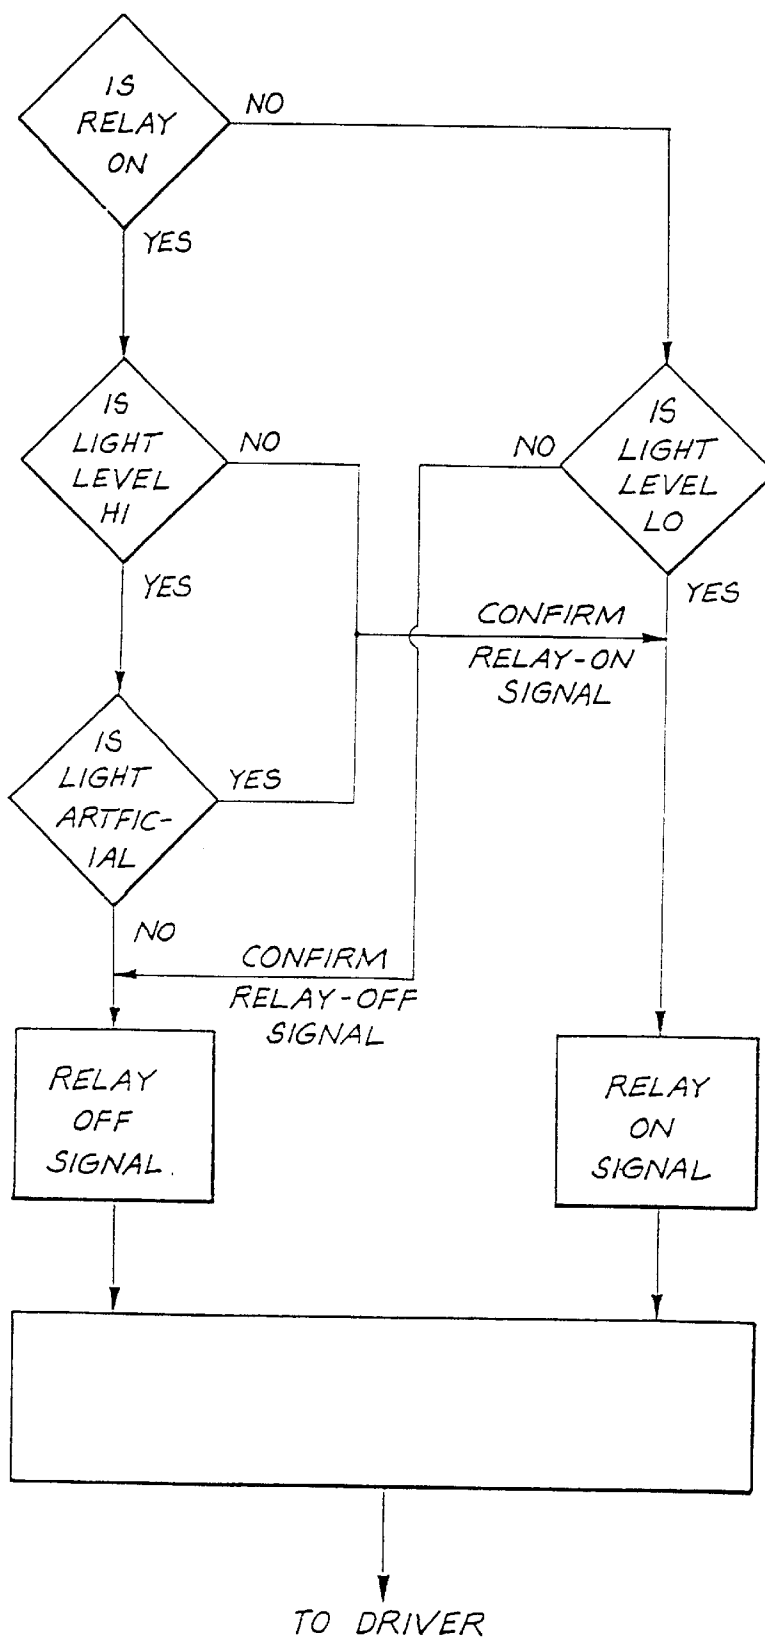 IS
RELAY
ON
NO
YES
IS
LIGHT
LEVEL
HI
NO
YES
NO
IS
LIGHT
LEVEL
LO
YES
CONFIRM
RELAY-ON
SIGNAL
IS
LIGHT
ARTFIC-
IAL
YES
NO
CONFIRM
RELAY-OFF
SIGNAL
RELAY
OFF
SIGNAL.
RELAY
ON
SIGNAL
TO DRIVER